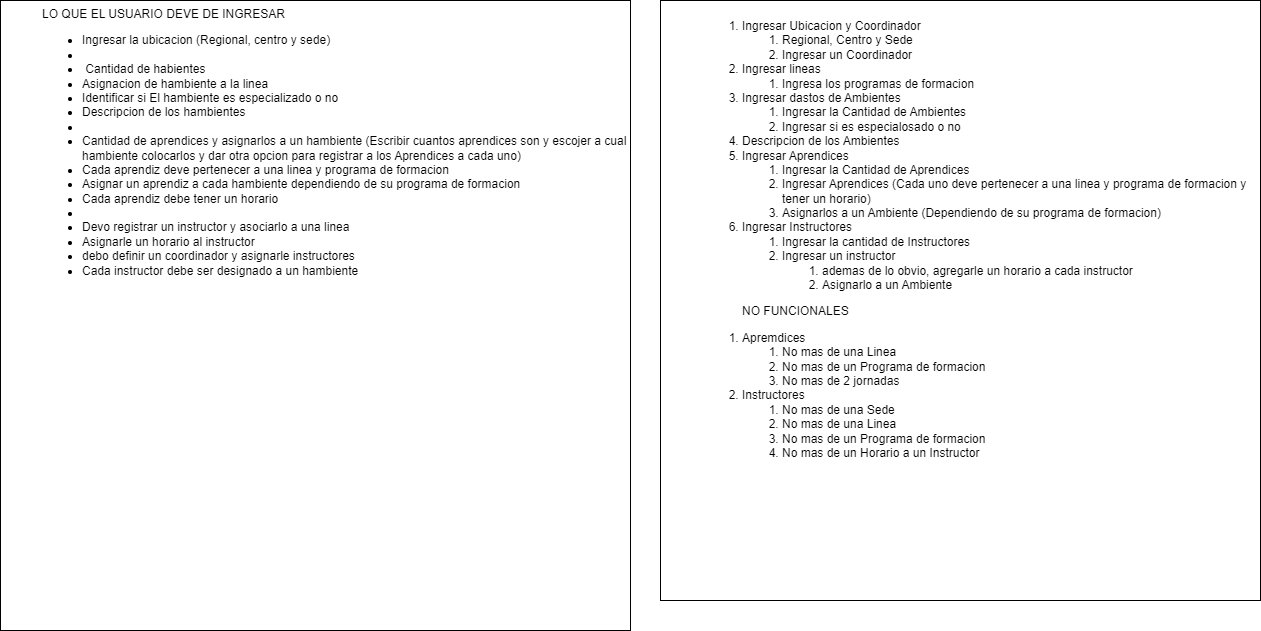 LO QUE EL USUARIO DEVE DE INGRESAR
Ingresar la ubicacion (Regional, centro y sede)
Cantidad de habientes
Asignacion de hambiente a la linea
Identificar si El hambiente es especializado o no
Descripcion de los hambientes
Cantidad de aprendices y asignarlos a un hambiente (Escribir cuantos aprendices son y escojer a cual
hambiente colocarlos y dar otra opcion para registrar a los Aprendices a cada uno)
Cada aprendiz deve pertenecer a una linea y programa de formacion
Asignar un aprendiz a cada hambiente dependiendo de su programa de formacion
Cada aprendiz debe tener un horario
Devo registrar un instructor y asociarlo a una linea
Asignarle un horario al instructor
debo definir un coordinador y asignarle instructores
Cada instructor debe ser designado a un hambiente
1. Ingresar Ubicacion y Coordinador
1. Regional, Centro y Sede
2. Ingresar un Coordinador
2. Ingresar lineas
1. Ingresa los programas de formacion
3. Ingresar dastos de Ambientes
1. Ingresar la Cantidad de Ambientes
2. Ingresar si es especialosado o no
4. Descripcion de los Ambientes
5. Ingresar Aprendices
1. Ingresar la Cantidad de Aprendices
2. Ingresar Aprendices (Cada uno deve pertenecer a una linea y programa de formacion y
tener un horario)
3. Asignarlos a un Ambiente (Dependiendo de su programa de formacion)
6. Ingresar Instructores
1. Ingresar la cantidad de Instructores
2. Ingresar un instructor
1. ademas de lo obvio, agregarle un horario a cada instructor
2. Asignarlo a un Ambiente
NO FUNCIONALES
1. Apremdices
1. No mas de una Linea
2. No mas de un Programa de formacion
3. No mas de 2 jornadas
2. Instructores
1. No mas de una Sede
2. No mas de una Linea
3. No mas de un Programa de formacion
4. No mas de un Horario a un Instructor